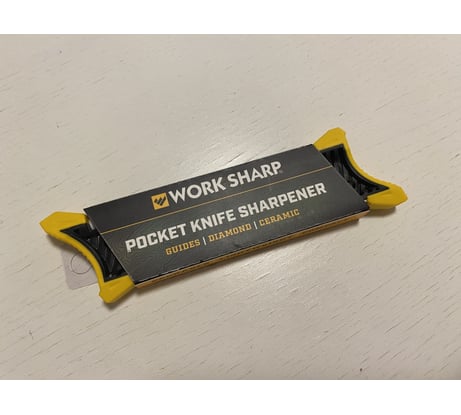 WORK SHARP
POCKET KNIFE SHARPENER
GUIDES | DIAMOND | CERAMIC